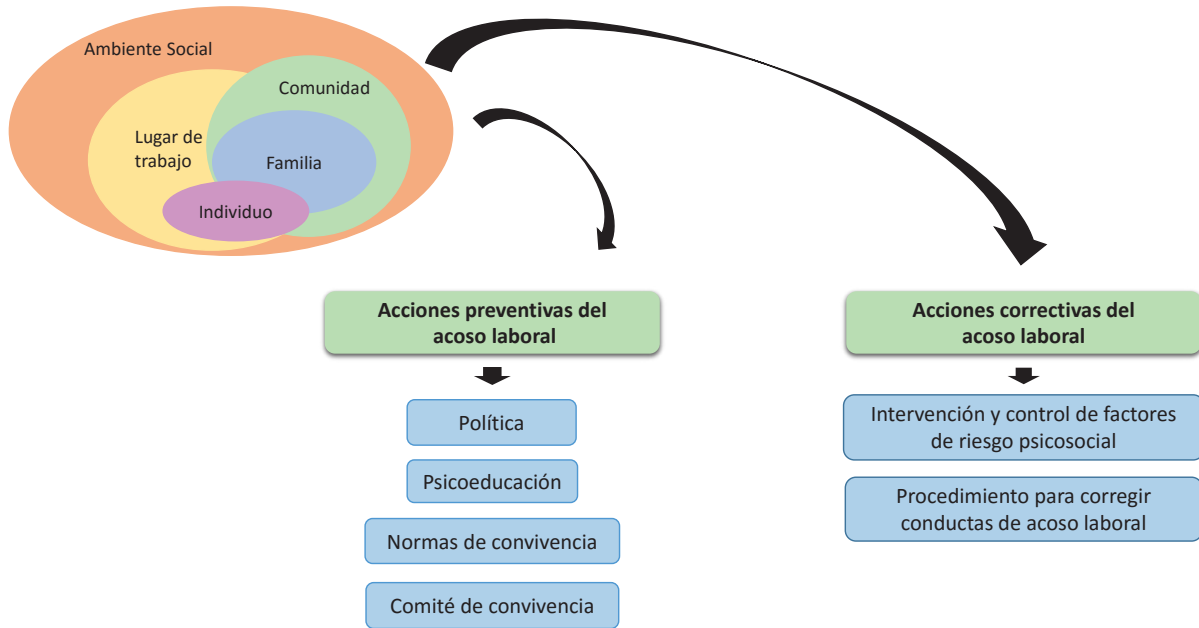 Ambiente Social
Comunidad
Lugar de
trabajo
Familia
Individuo
Acciones preventivas del
acoso laboral
Política
Psicoeducación
Normas de convivencia
Comité de convivencia
Acciones correctivas del
acoso laboral
Intervención y control de factores
de riesgo psicosocial
Procedimiento para corregir
conductas de acoso laboral